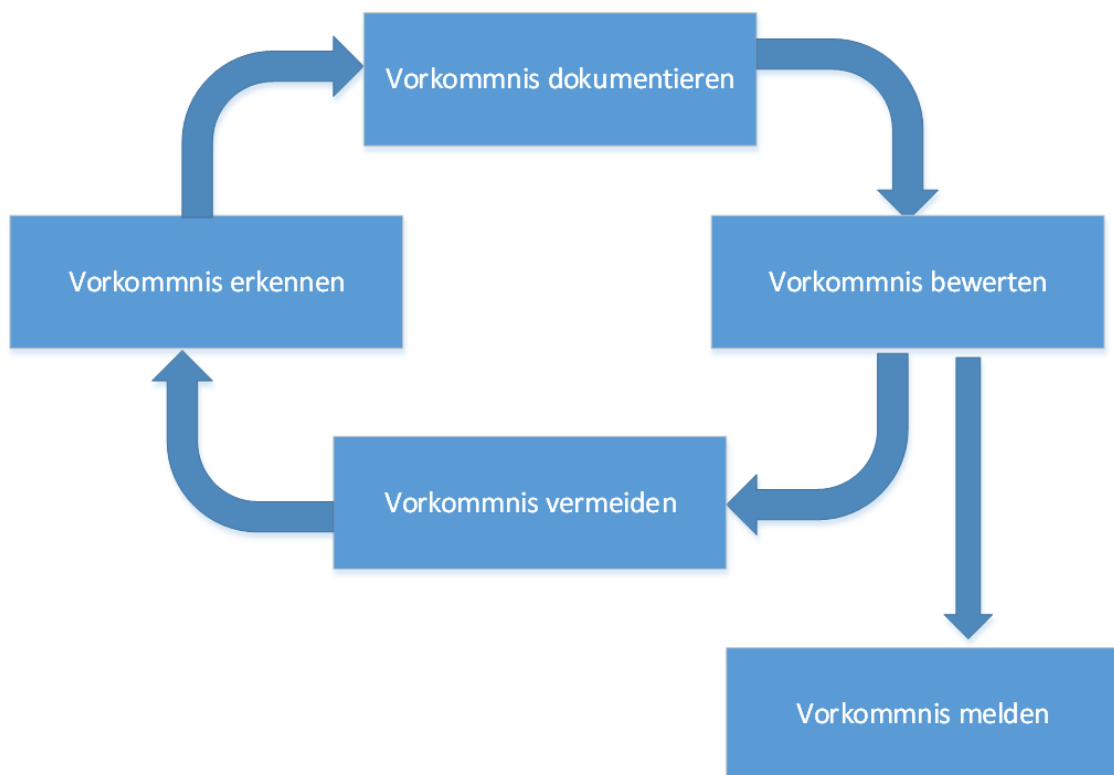 Vorkommnis dokumentieren
Vorkommnis erkennen
Vorkommnis bewerten
Vorkommnis vermeiden
Vorkommnis melden